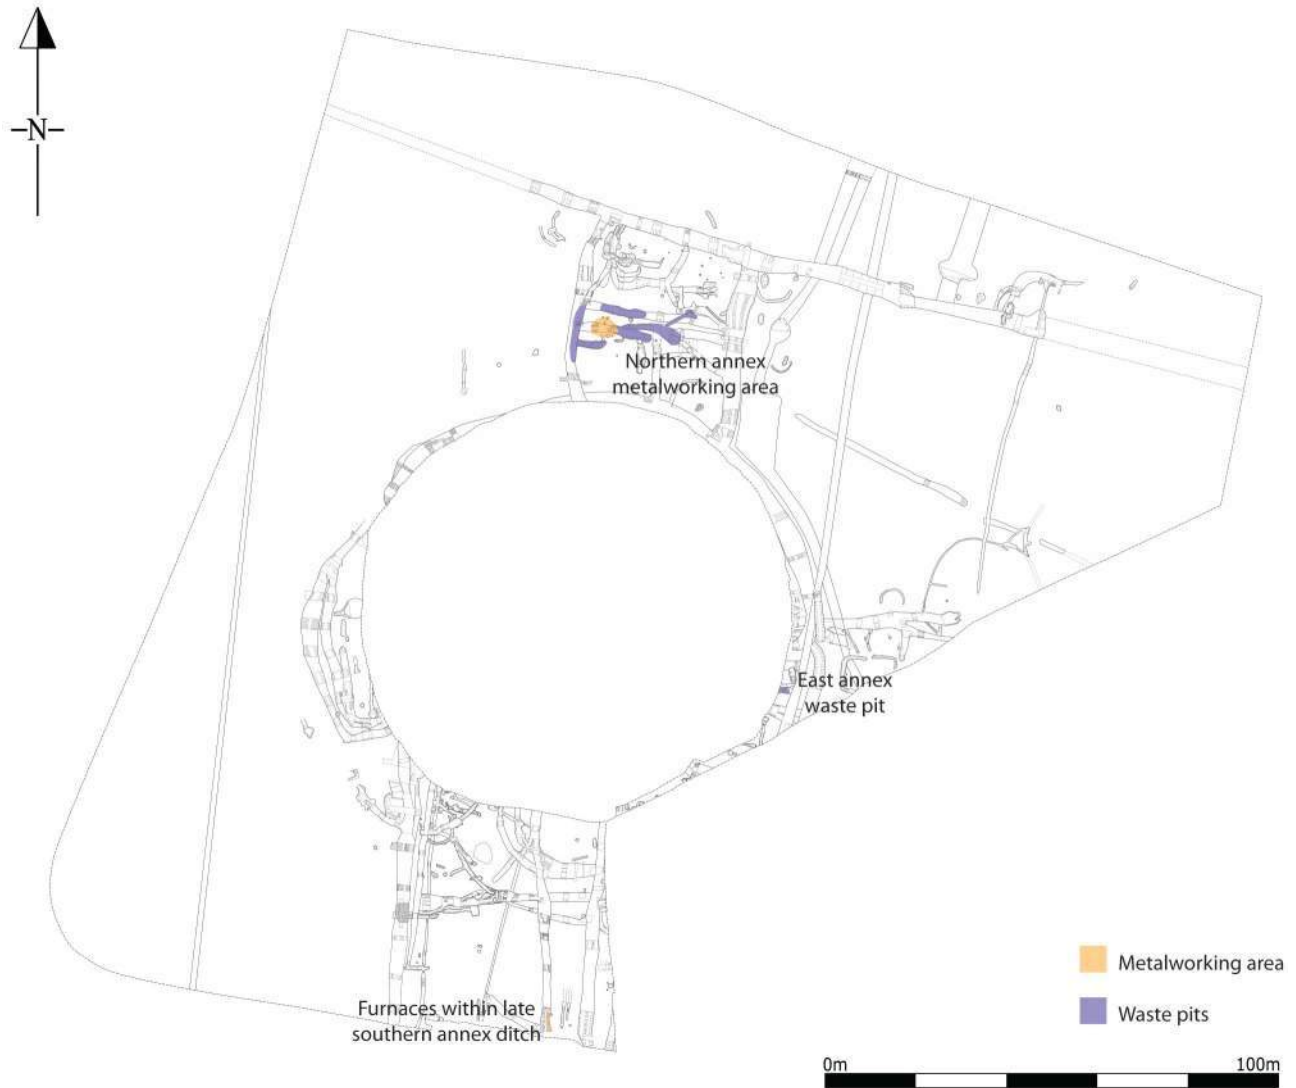 N
Northern annex
metalworking area
East annex
waste pit
Furnaces within late
southern annex ditch
Metalworking area
Waste pits
0m 100m